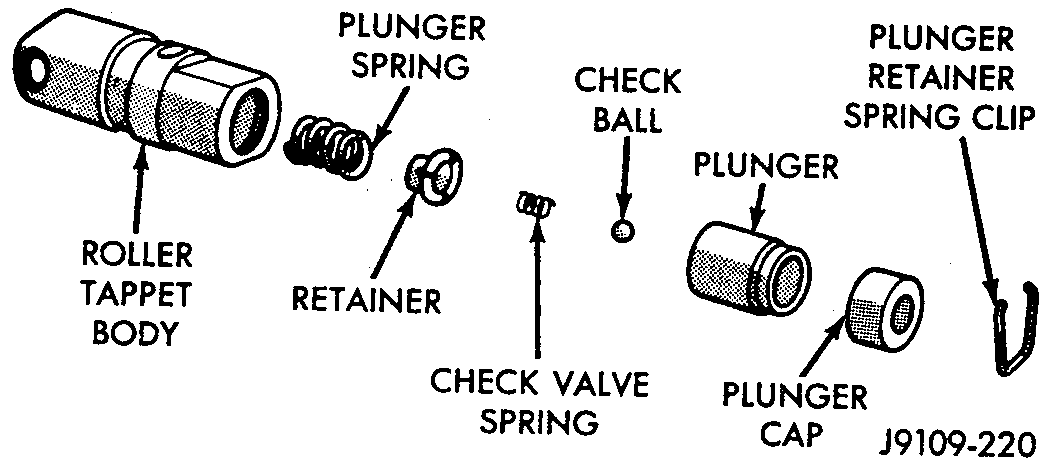 PLUNGER
SPRING
CHECK
BALL
PLUNGER
RETAINER
SPRING CLIP
PLUNGER
ROLLER
TAPPET
BODY
RETAINER
CHECK VALVE
SPRING
PLUNGER
CAP
J9109-220